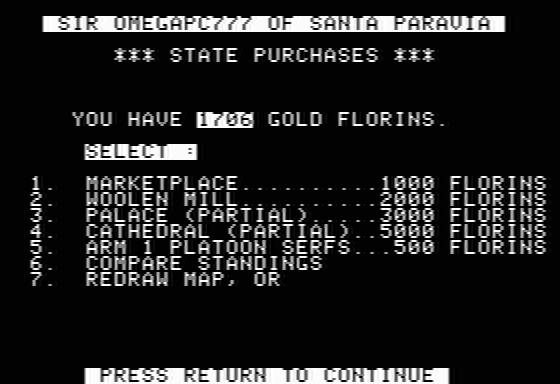 SIR OMEGAPC777 OF SANTA PARAVIA
*** STATE PURCHASES ***
YOU HAVE 1706 GOLD FLORINS.
SELECT :
1. MARKETPLACE..........1000 FLORINS
2. WOOLEN MILL..........2000 FLORINS
3. PALACE (PARTIAL).....3000 FLORINS
4. CATHEDRAL (PARTIAL)..5000 FLORINS
5. ARM 1 PLATOON SERFS...500 FLORINS
6. COMPARE STANDINGS
7. REDRAW MAP, OR
PRESS RETURN TO CONTINUE